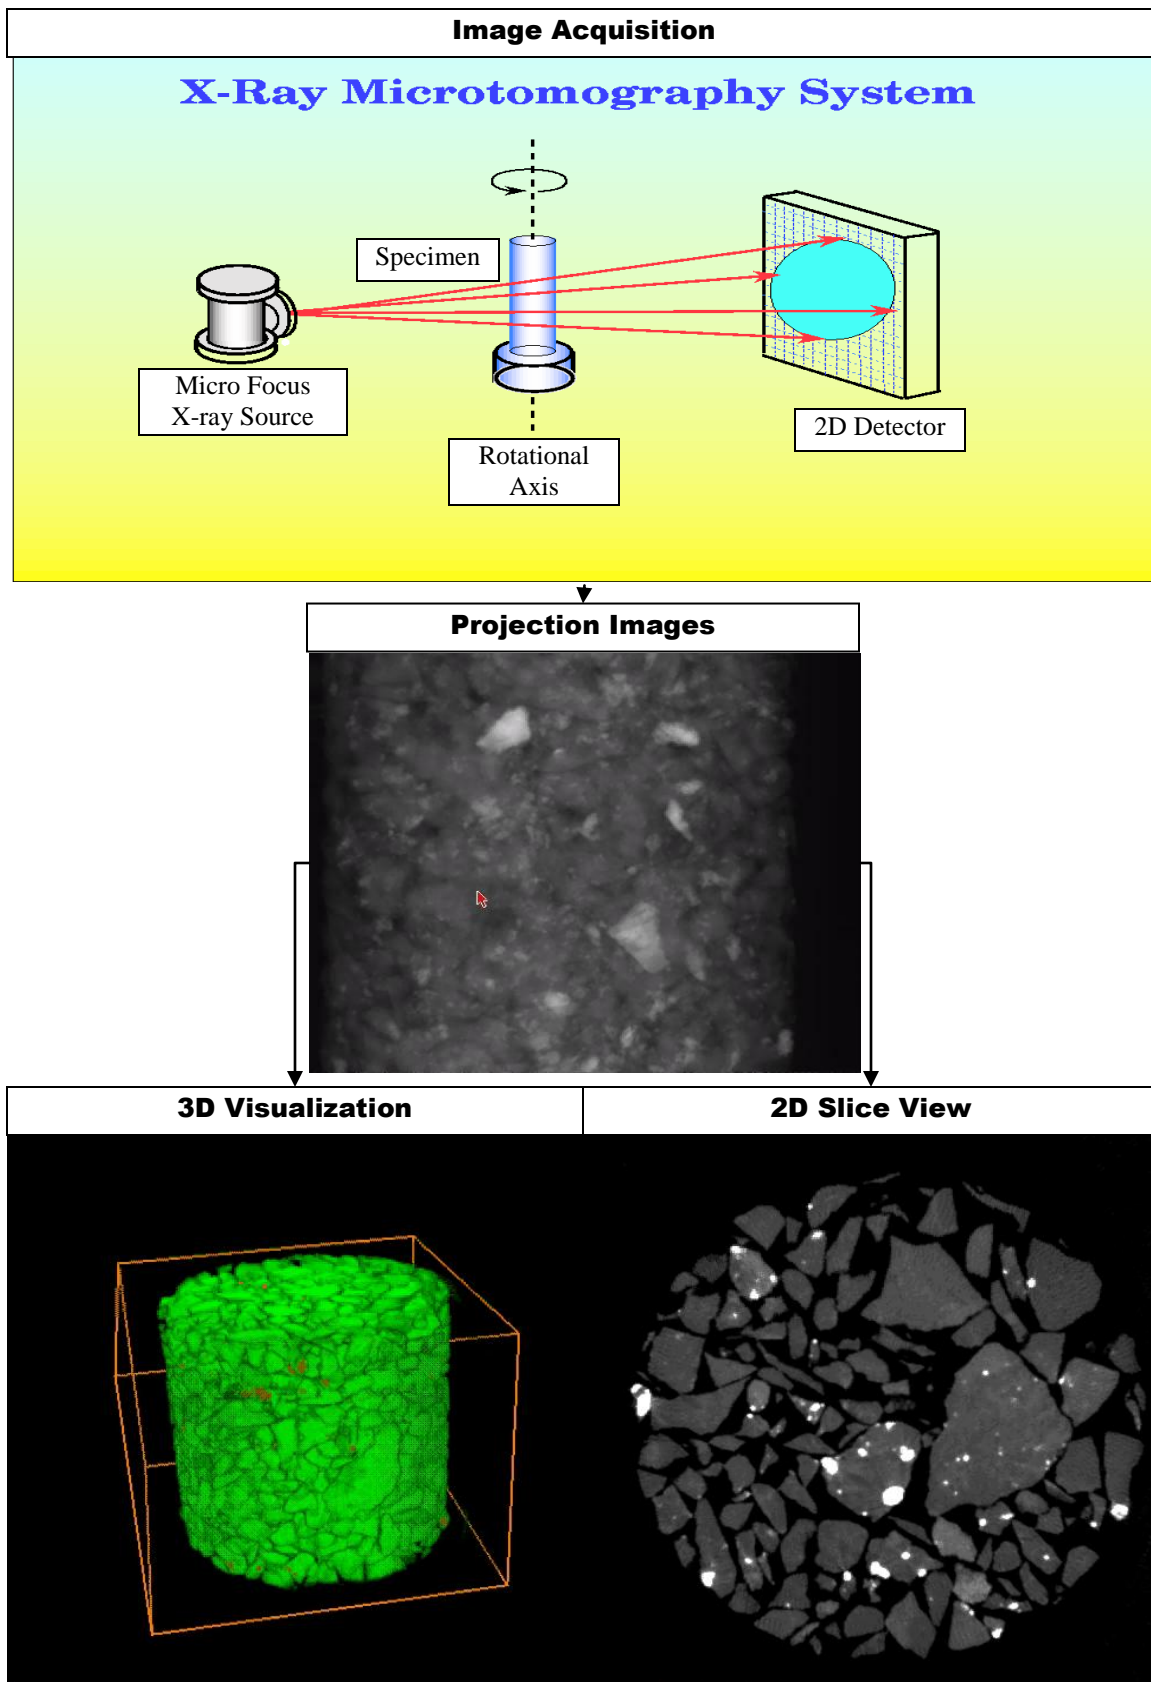 Image Acquisition
X-Ray Microtomography System
Specimen
Micro Focus
X-ray Source
2D Detector
Rotational
Axis
Projection Images
3D Visualization
2D Slice View